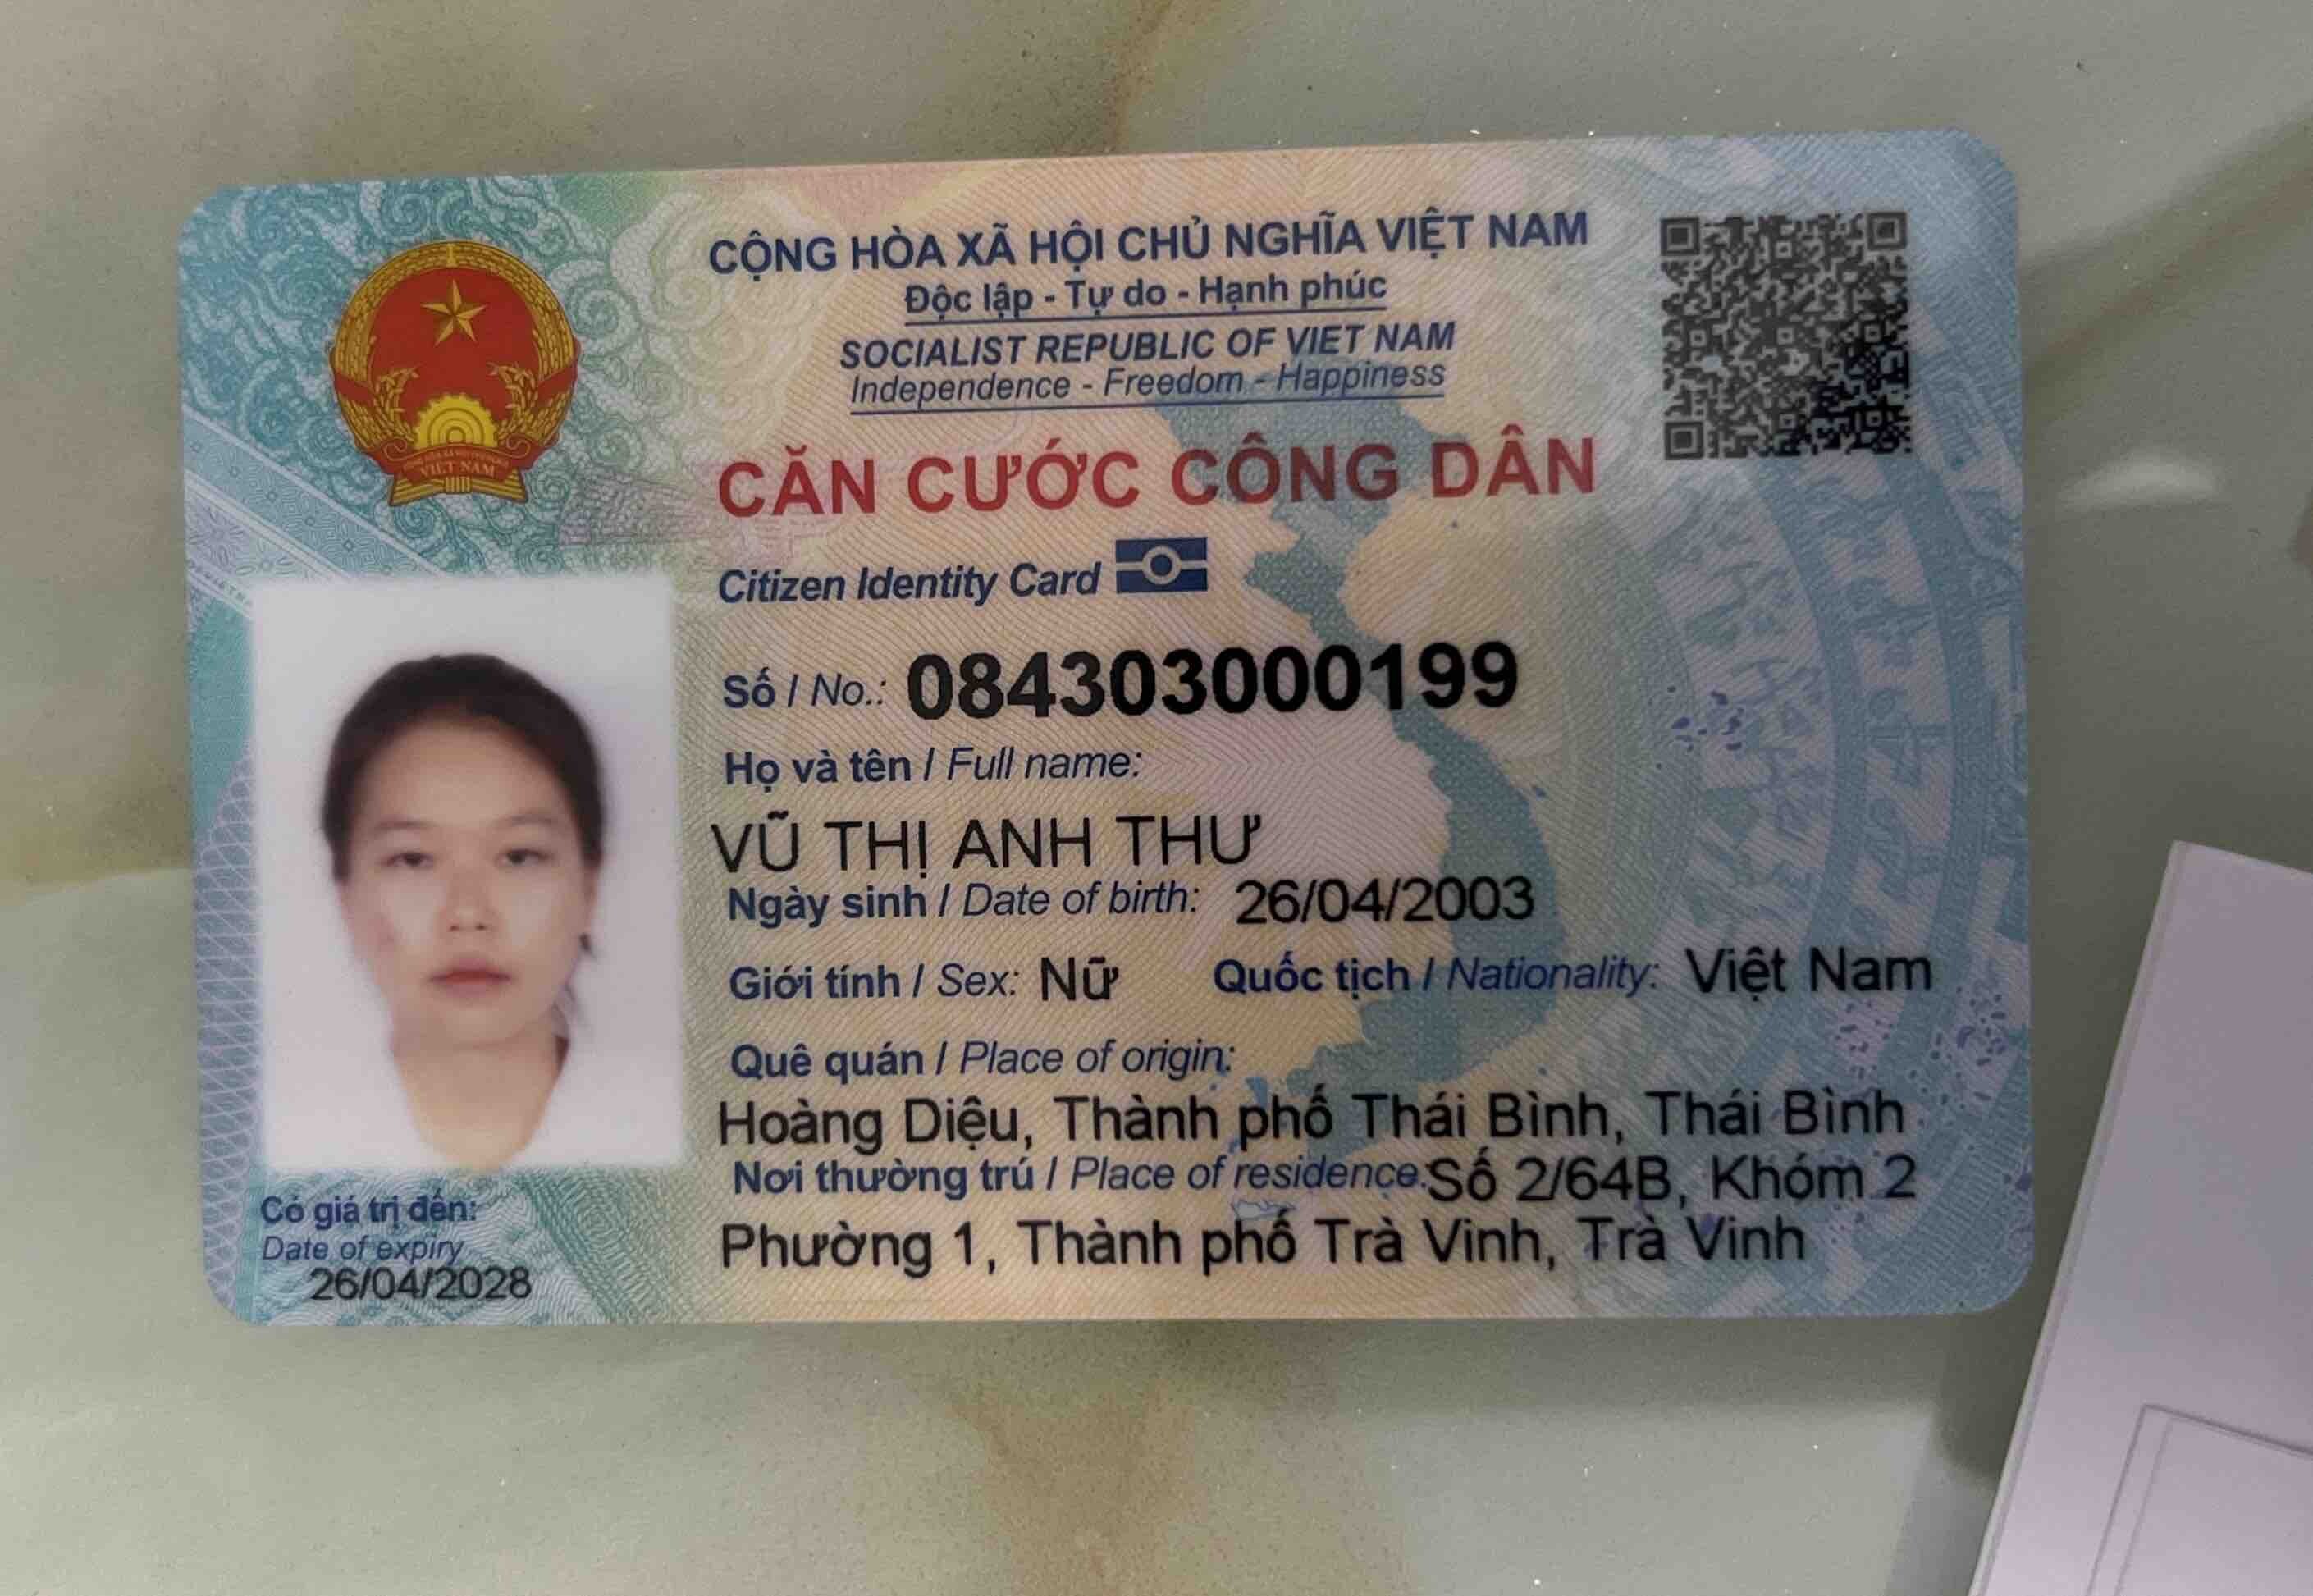 CỘNG HÒA XÃ HỘI CHỦ NGHĨA VIỆT NAM
Độc lập - Tự do - Hạnh phúc
SOCIALIST REPUBLIC OF VIET NAM
Independence - Freedom - Happiness
CĂN CƯỚC CÔNG DÂN
Citizen Identity Card
Số / No.: 084303000199
Họ và tên / Full name:
VŨ THỊ ANH THƯ
Ngày sinh / Date of birth: 26/04/2003
Giới tính / Sex: Nữ Quốc tịch / Nationality: Việt Nam
Quê quán / Place of origin:
Hoàng Diệu, Thành phố Thái Bình, Thái Bình
Nơi thường trú / Place of residence: Số 2/64B, Khóm 2
Phường 1, Thành phố Trà Vinh, Trà Vinh
Có giá trị đến:
Date of expiry
26/04/2028
VIỆT NAM